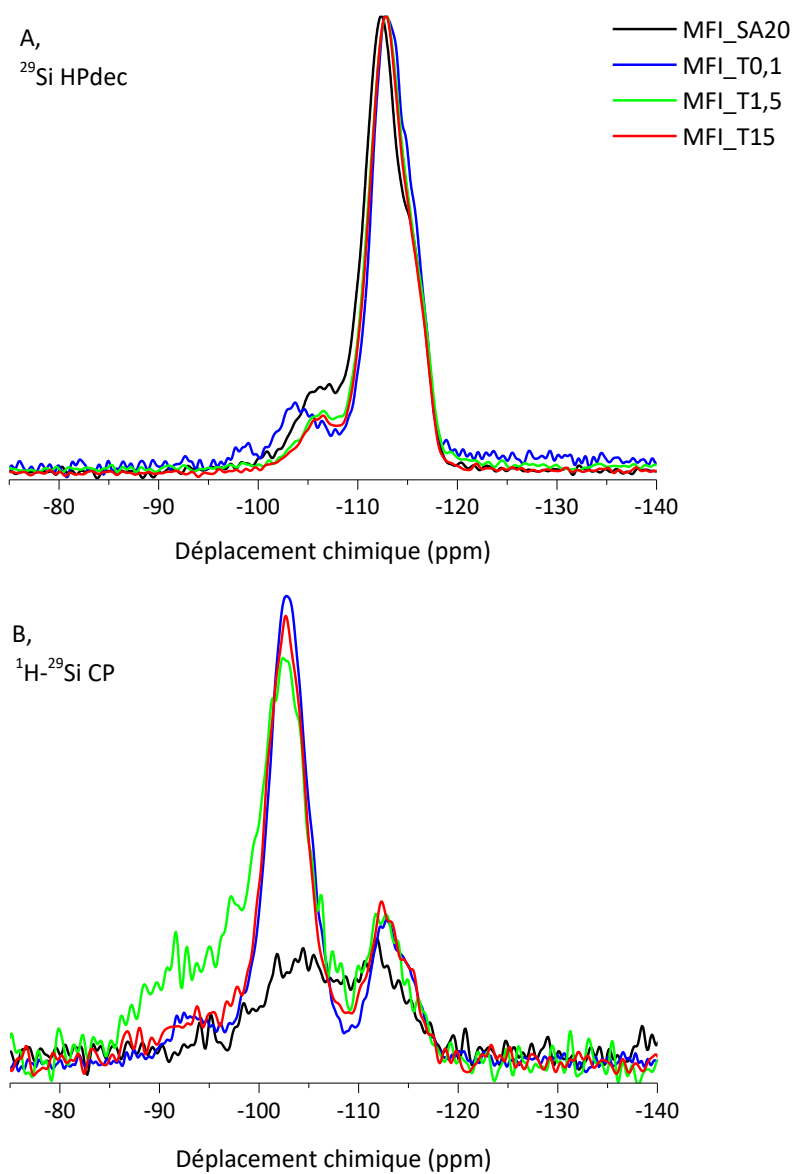 A,
²⁹Si HPdec
MFI_SA20
MFI_T0,1
MFI_T1,5
MFI_T15
-80 -90 -100 -110 -120 -130 -140
Déplacement chimique (ppm)
B,
¹H-²⁹Si CP
-80 -90 -100 -110 -120 -130 -140
Déplacement chimique (ppm)